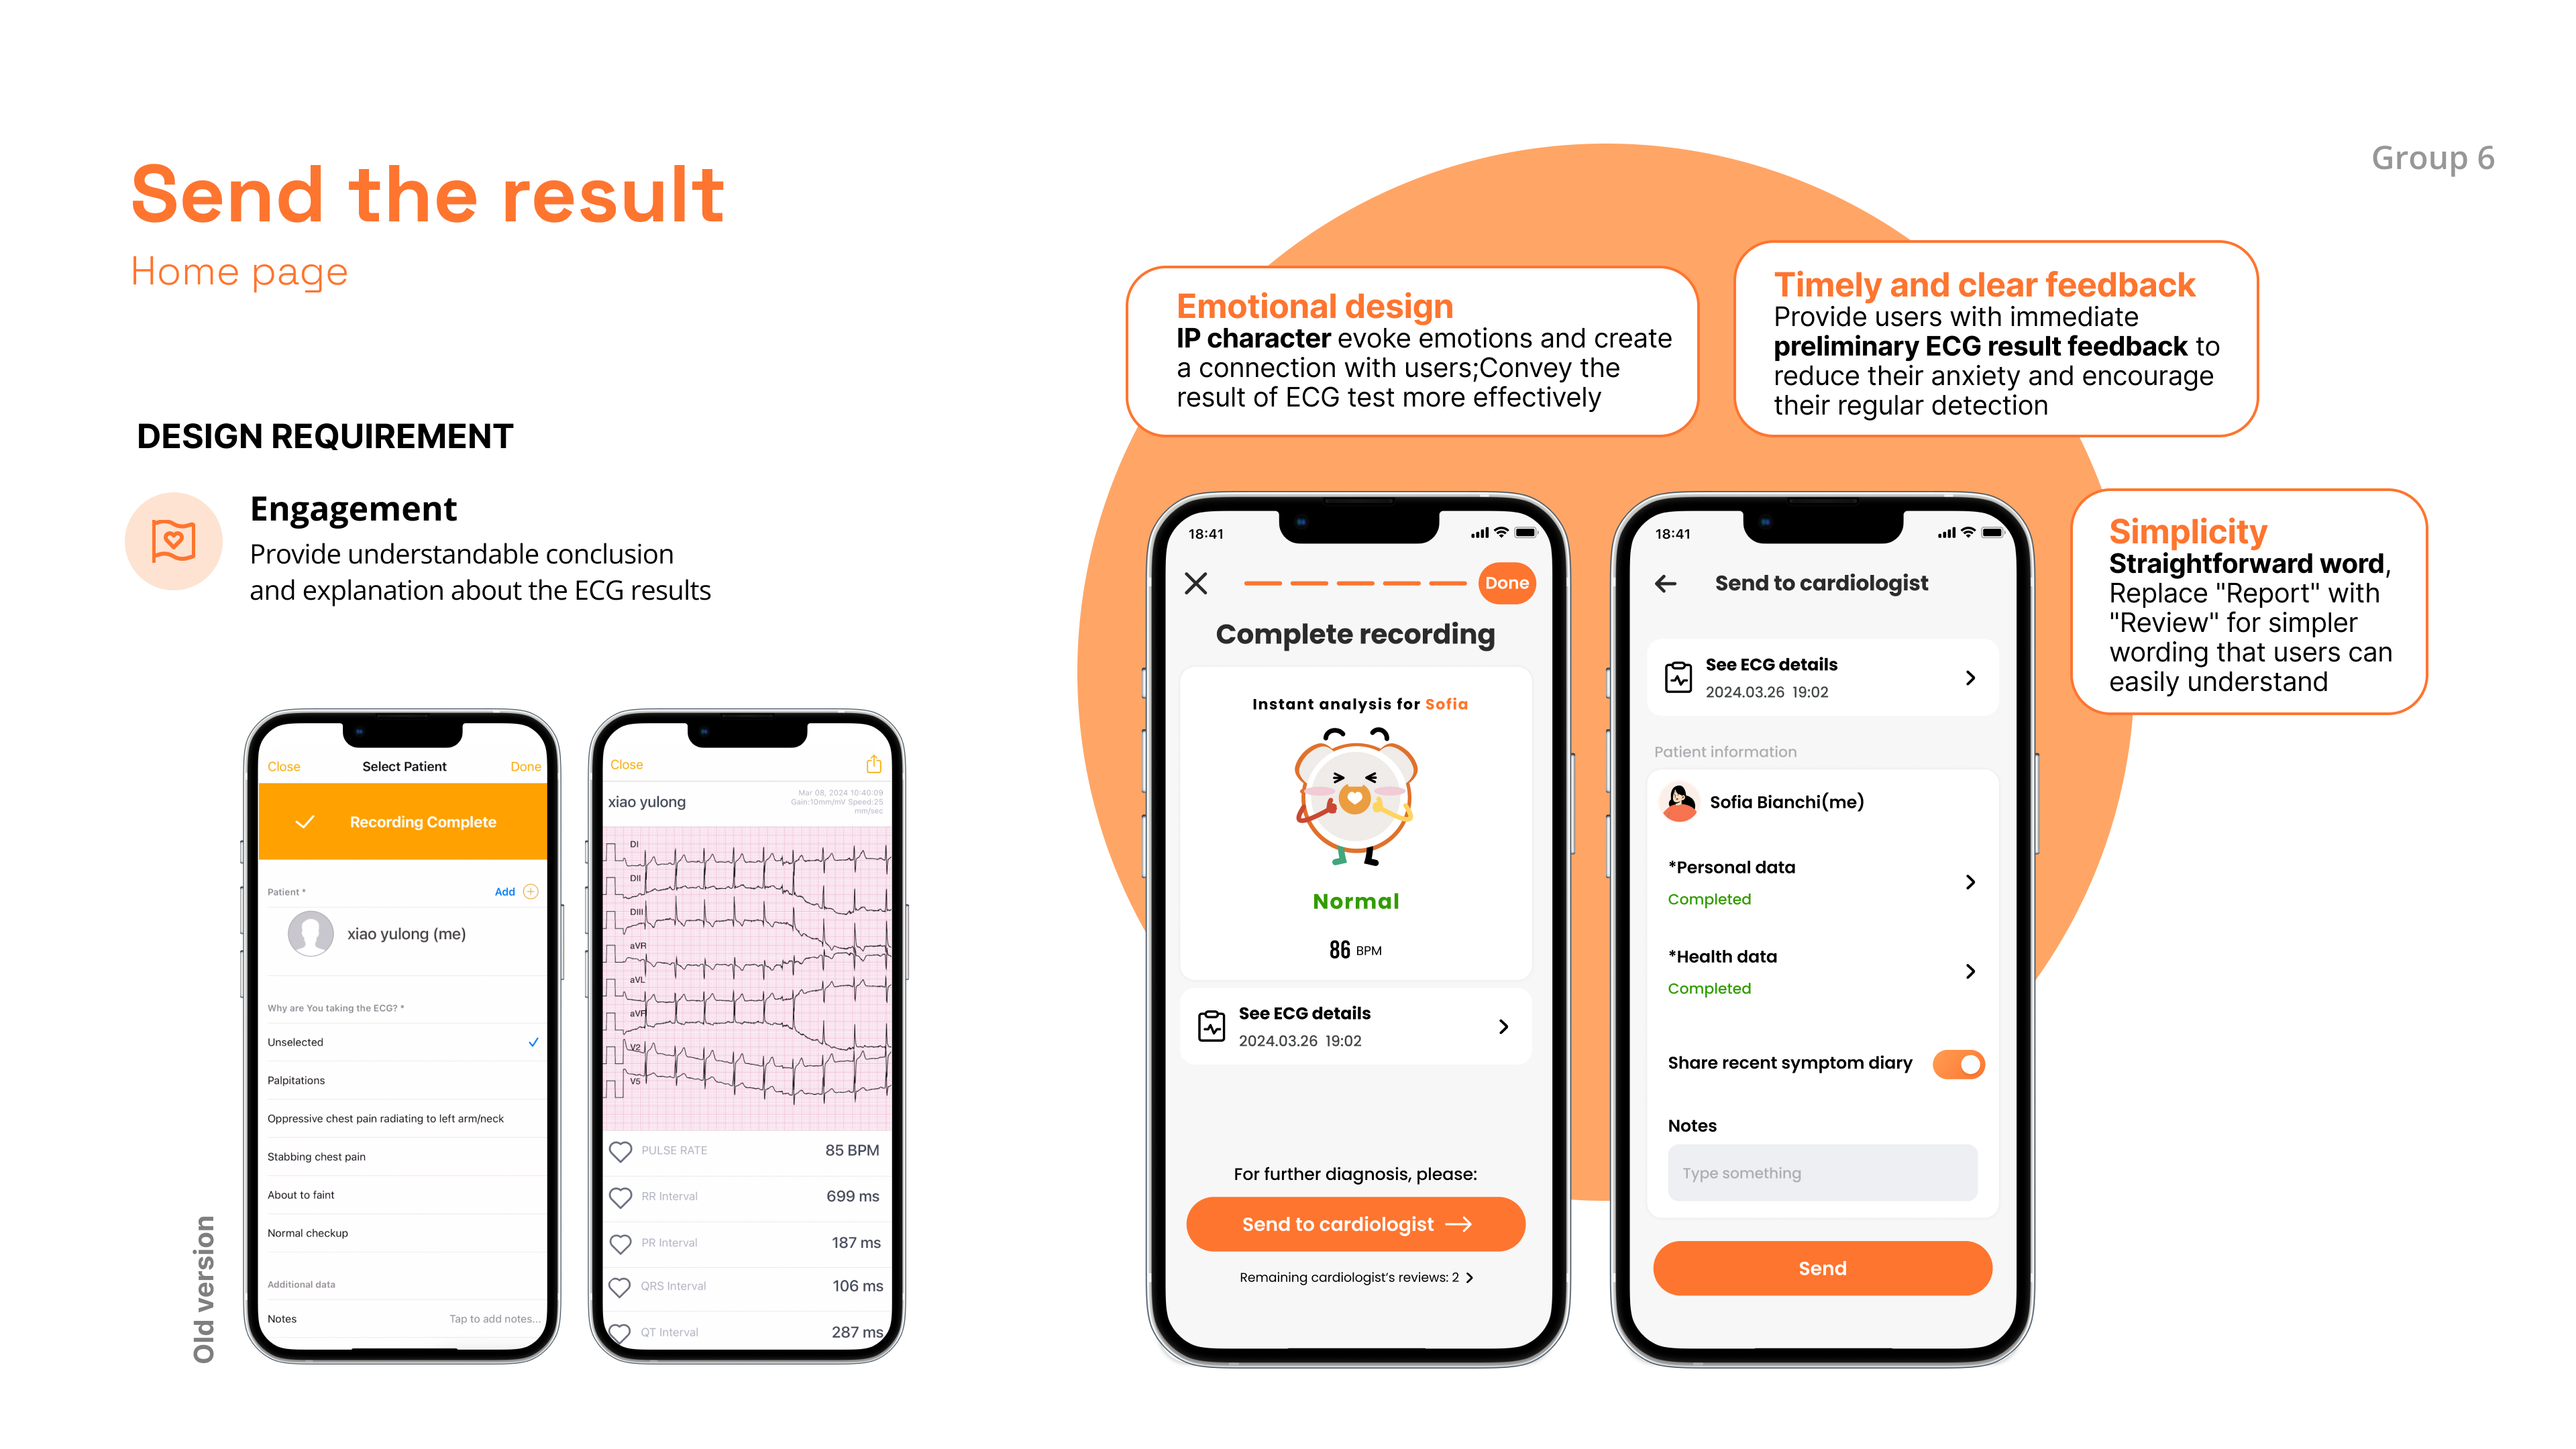 Group 6
Send the result
Home page
DESIGN REQUIREMENT
Engagement
Provide understandable conclusion
and explanation about the ECG results
Old version
Close
Select Patient
Done
Recording Complete
Patient *
Add
xiao yulong (me)
Why are You taking the ECG? *
Unselected
Palpitations
Oppressive chest pain radiating to left arm/neck
Stabbing chest pain
About to faint
Normal checkup
Additional data
Notes
Tap to add notes...
Close
xiao yulong
Mar 08, 2024 10:40:09
Gain:10mm/mV Speed:25
mm/sec
DI
DII
DIII
aVR
aVL
aVF
V2
V5
PULSE RATE
85 BPM
RR Interval
699 ms
PR Interval
187 ms
QRS Interval
106 ms
QT Interval
287 ms
Emotional design
IP character evoke emotions and create
a connection with users;Convey the
result of ECG test more effectively
Timely and clear feedback
Provide users with immediate
preliminary ECG result feedback to
reduce their anxiety and encourage
their regular detection
Simplicity
Straightforward word,
Replace "Report" with
"Review" for simpler
wording that users can
easily understand
18:41
Done
Complete recording
Instant analysis for Sofia
Normal
86 BPM
See ECG details
2024.03.26 19:02
For further diagnosis, please:
Send to cardiologist
Remaining cardiologist's reviews: 2
18:41
Send to cardiologist
See ECG details
2024.03.26 19:02
Patient information
Sofia Bianchi(me)
*Personal data
Completed
*Health data
Completed
Share recent symptom diary
Notes
Type something
Send